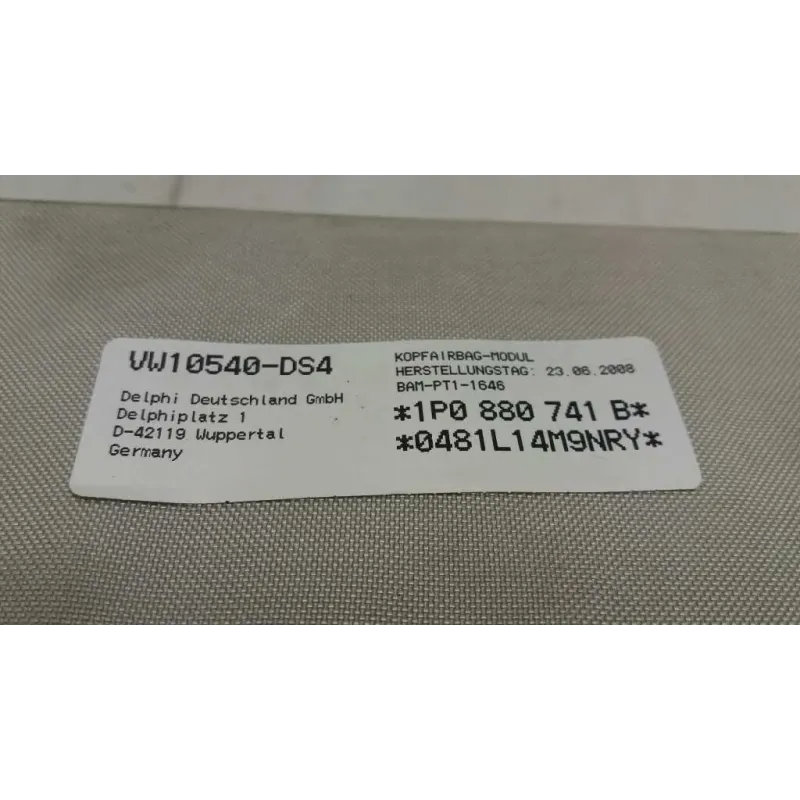 VW10540-DS4
Delphi Deutschland GmbH
Delphiplatz 1
D-42119 Wuppertal
Germany
KOPFAIRBAG-MODUL
HERSTELLUNGSTAG: 23.06.2008
BAM-PT1-1646
*1P0 880 741 B*
*0481L14M9NRY*